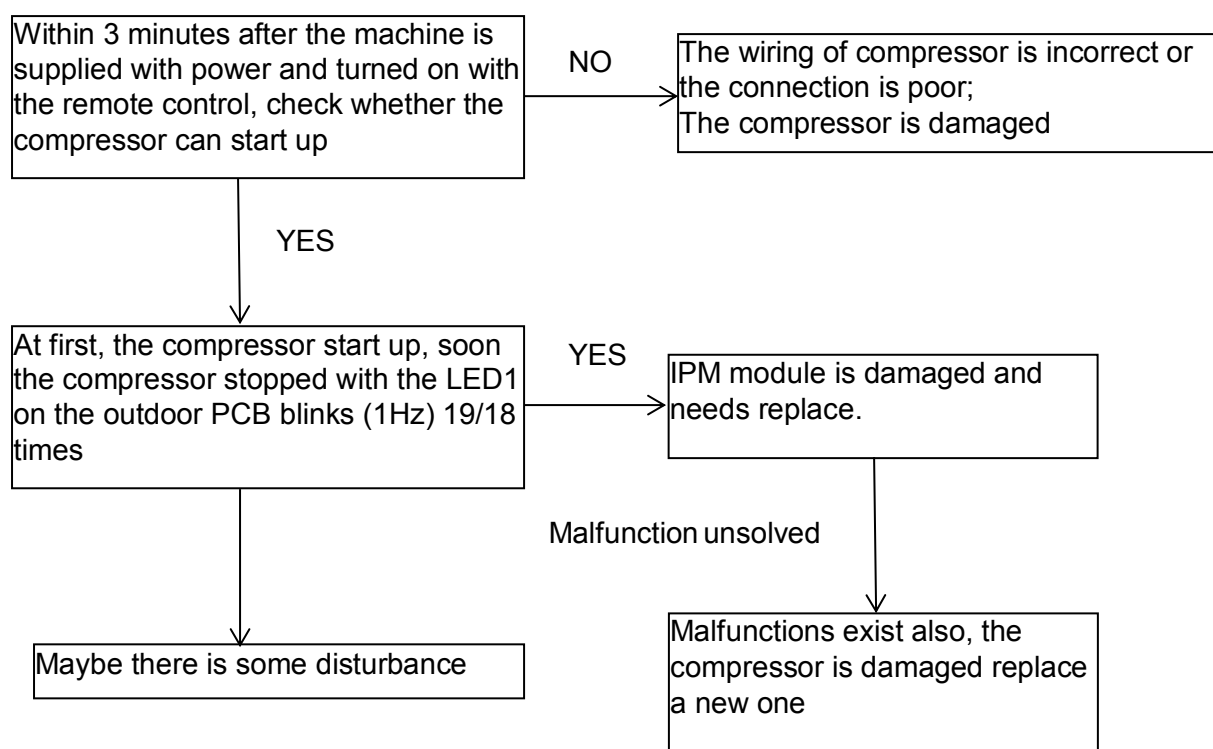 Within 3 minutes after the machine is
supplied with power and turned on with
the remote control, check whether the
compressor can start up
NO
The wiring of compressor is incorrect or
the connection is poor;
The compressor is damaged
YES
At first, the compressor start up, soon
the compressor stopped with the LED1
on the outdoor PCB blinks (1Hz) 19/18
times
YES
IPM module is damaged and
needs replace.
Malfunction unsolved
Maybe there is some disturbance
Malfunctions exist also, the
compressor is damaged replace
a new one